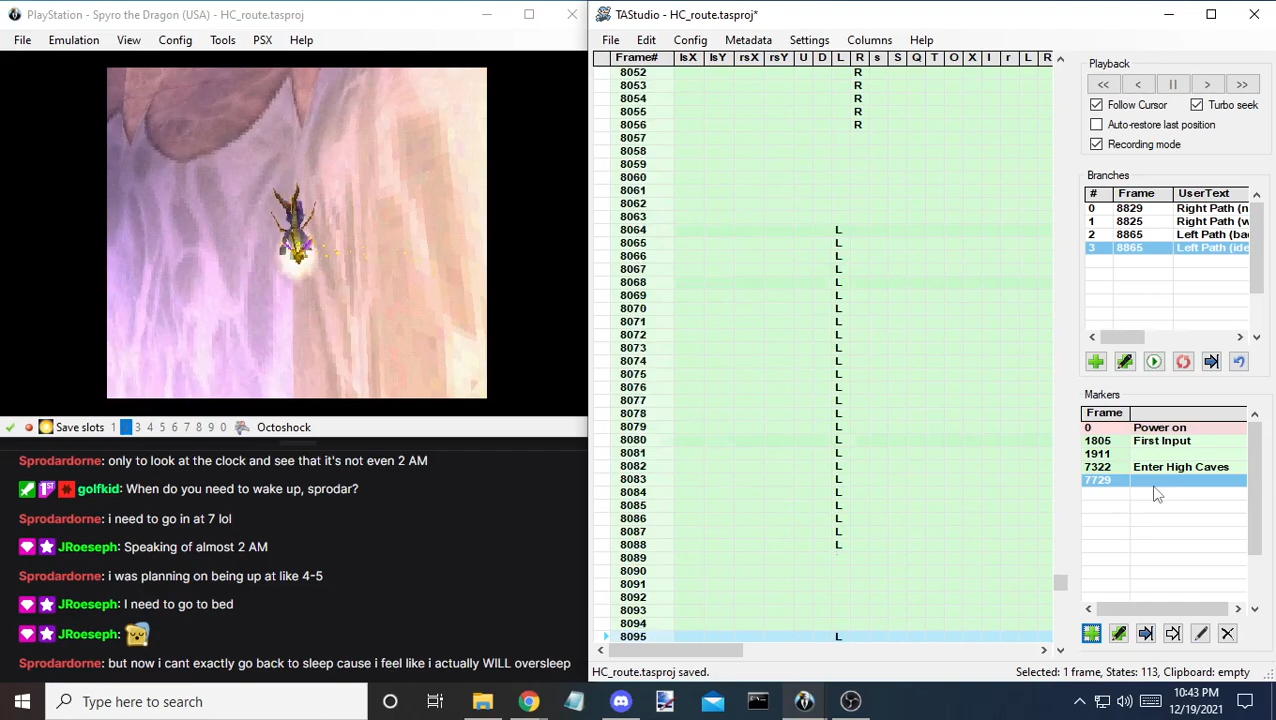 PlayStation - Spyro the Dragon (USA) - HC_route.tasproj
File Emulation View Config Tools PSX Help
Save slots 1 3 4 5 6 7 8 9 0 Octoshock
Sprodardorne: only to look at the clock and see that it's not even 2 AM
1ST golfkid: When do you need to wake up, sprodar?
Sprodardorne: i need to go in at 7 lol
JRoeseph: Speaking of almost 2 AM
Sprodardorne: i was planning on being up at like 4-5
JRoeseph: I need to go to bed
JRoeseph:
Sprodardorne: but now i cant exactly go back to sleep cause i feel like i actually WILL oversleep
TAStudio - HC_route.tasproj*
File Edit Config Metadata Settings Columns Help
Frame# lsX lsY rsX rsY U D L R s S Q T O X l r L R
8052 R
8053 R
8054 R
8055 R
8056 R
8057
8058
8059
8060
8061
8062
8063
8064 L
8065 L
8066 L
8067 L
8068 L
8069 L
8070 L
8071 L
8072 L
8073 L
8074 L
8075 L
8076 L
8077 L
8078 L
8079 L
8080 L
8081 L
8082 L
8083 L
8084 L
8085 L
8086 L
8087 L
8088 L
8089
8090
8091
8092
8093
8094
8095 L
HC_route.tasproj saved.
Selected: 1 frame, States: 113, Clipboard: empty
Playback
<< < > >>
Follow Cursor Turbo seek
Auto-restore last position
Recording mode
Branches
# Frame UserText
0 8829 Right Path (n
1 8825 Right Path (w
2 8865 Left Path (ba
3 8865 Left Path (ide
Markers
Frame
0 Power on
1805 First Input
1911
7322 Enter High Caves
7729
Type here to search
10:43 PM
12/19/2021